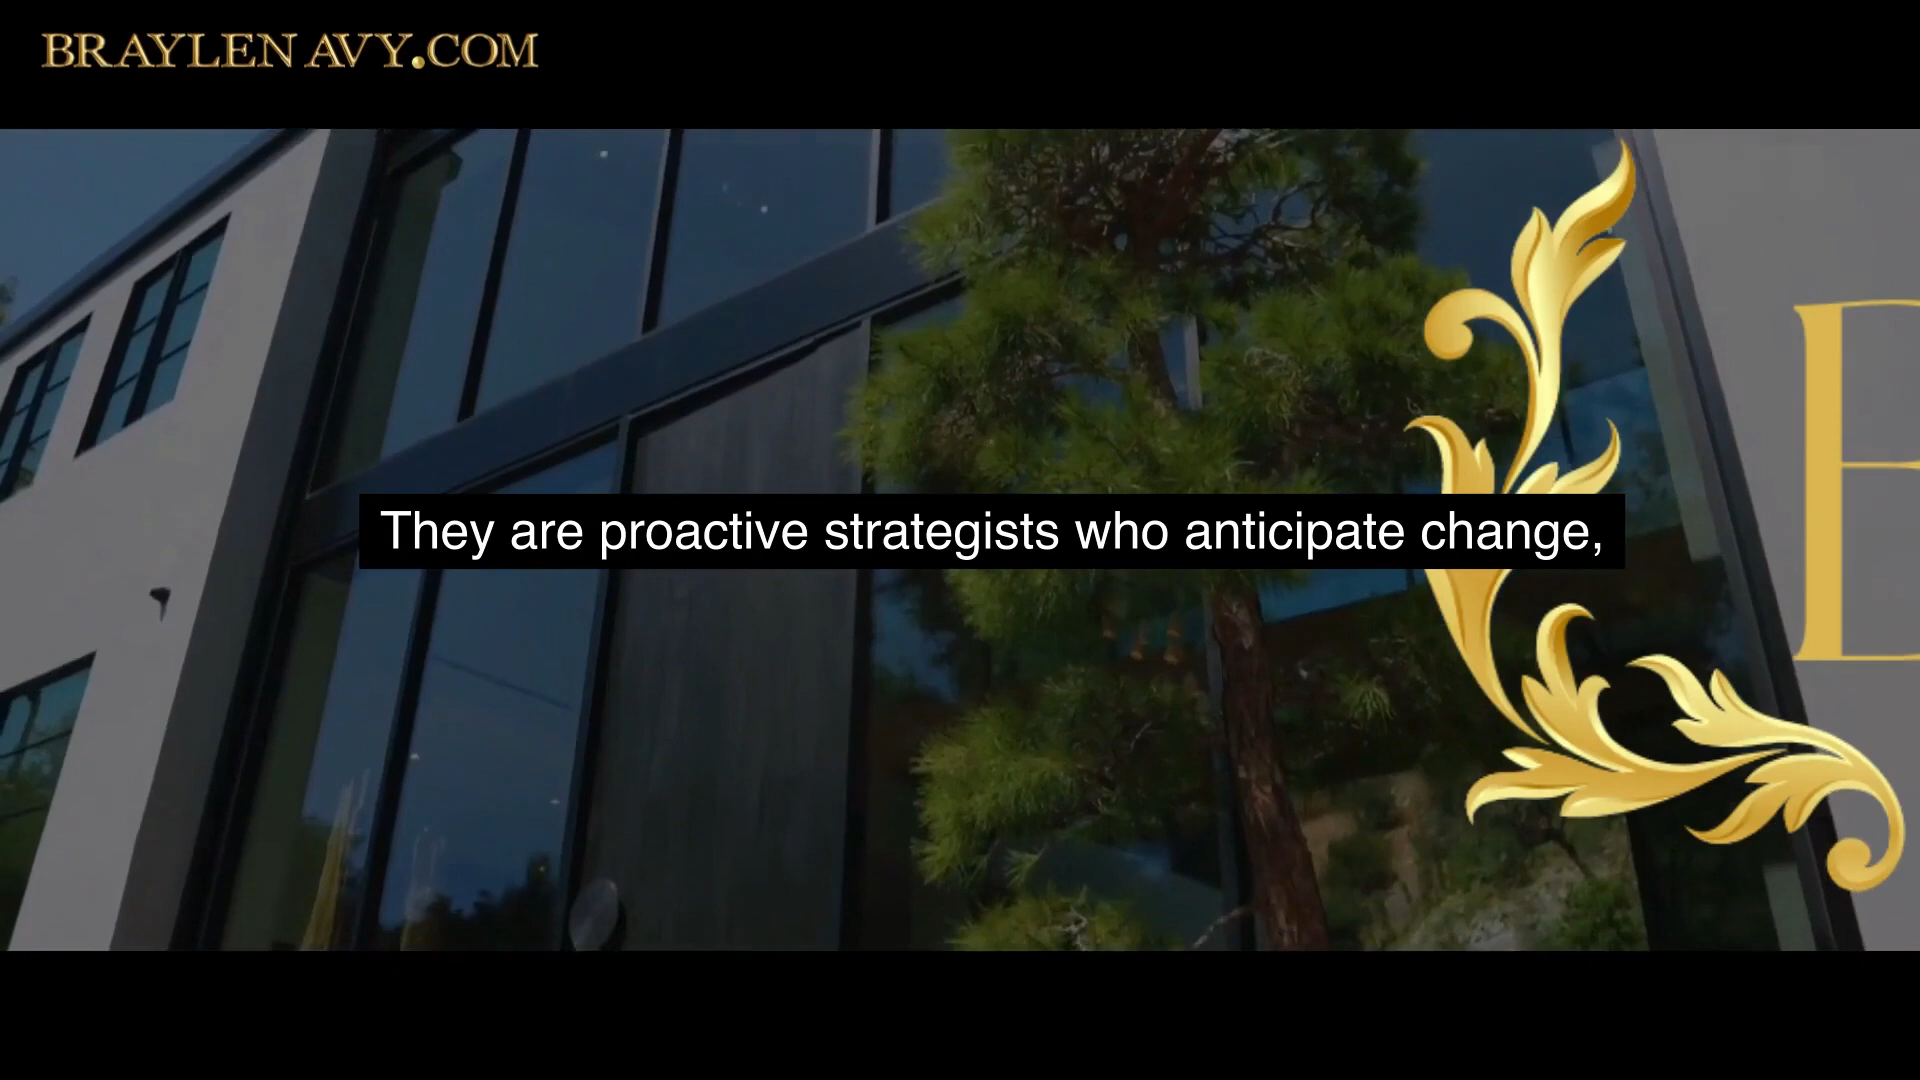 BRAYLEN AVY.COM
They are proactive strategists who anticipate change,